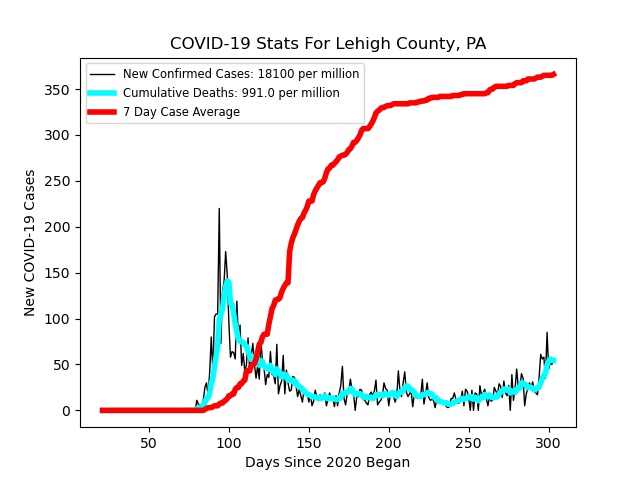 COVID-19 Stats For Lehigh County, PA
New Confirmed Cases: 18100 per million
Cumulative Deaths: 991.0 per million
7 Day Case Average
New COVID-19 Cases
350
300
250
200
150
100
50
0
50 100 150 200 250 300
Days Since 2020 Began